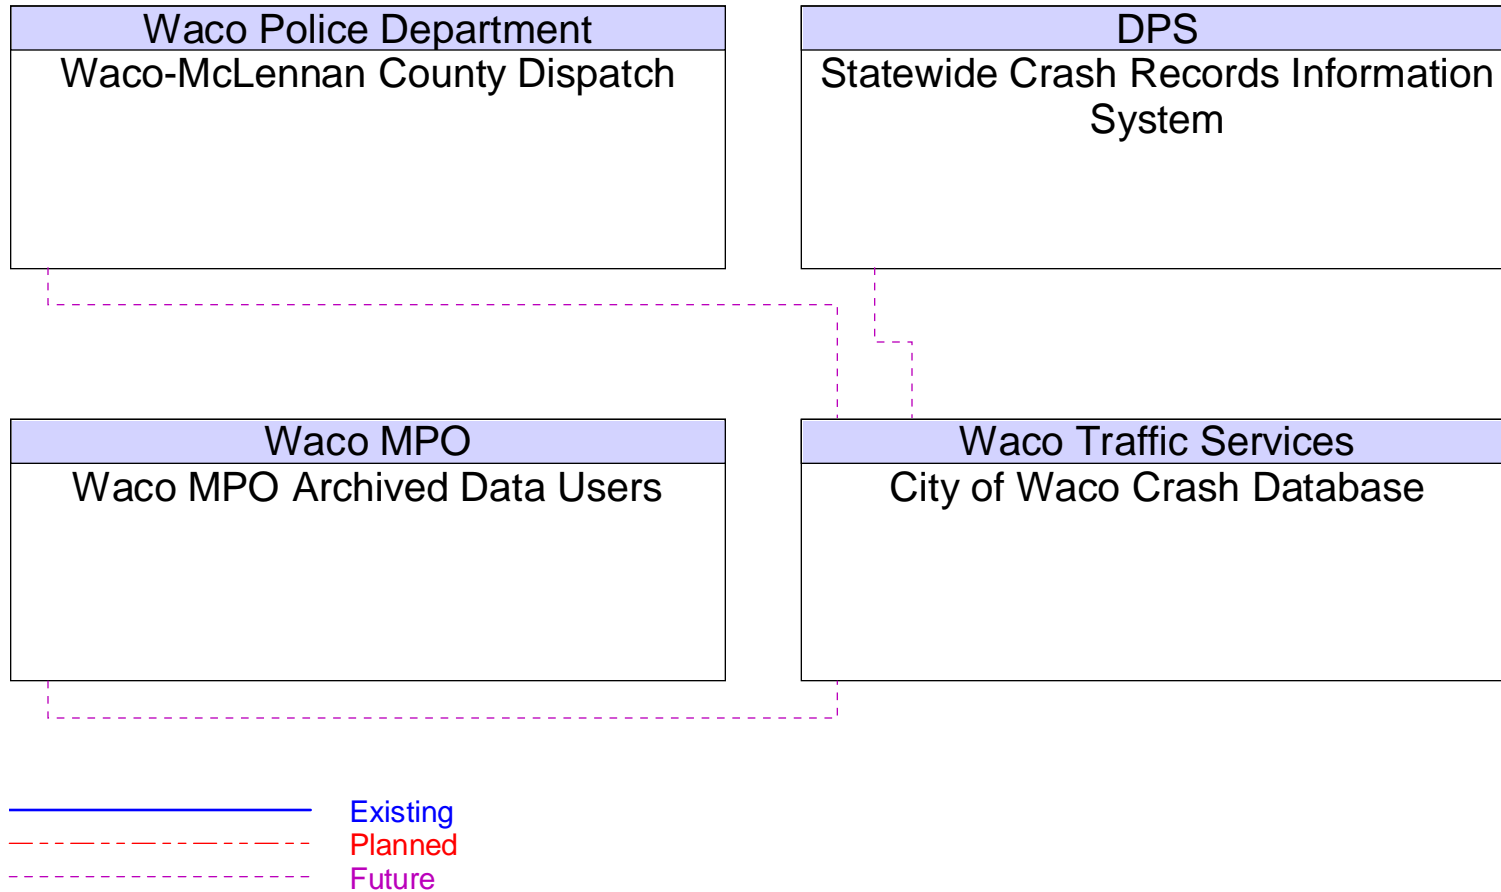 Waco Police Department
Waco-McLennan County Dispatch
DPS
Statewide Crash Records Information
System
Waco MPO
Waco MPO Archived Data Users
Waco Traffic Services
City of Waco Crash Database
Existing
Planned
Future